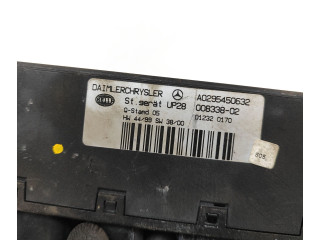 DAIMLERCHRYSLER A0295450632
HELLA St.gerät UP28 008338-02
Q-Stand 05 01232 0170
HW 44/99 SW 38/00